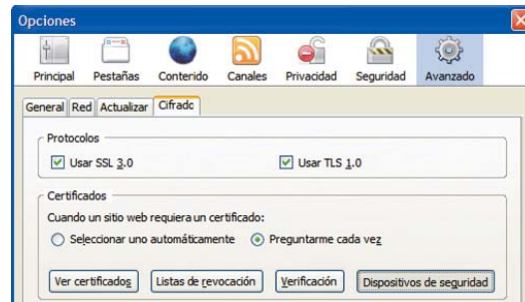 Opciones
Principal Pestañas Contenido Canales Privacidad Seguridad Avanzado
General Red Actualizar Cifrado
Protocolos
Usar SSL 3.0 Usar TLS 1.0
Certificados
Cuando un sitio web requiera un certificado:
Seleccionar uno automáticamente Preguntarme cada vez
Ver certificados Listas de revocación Verificación Dispositivos de seguridad